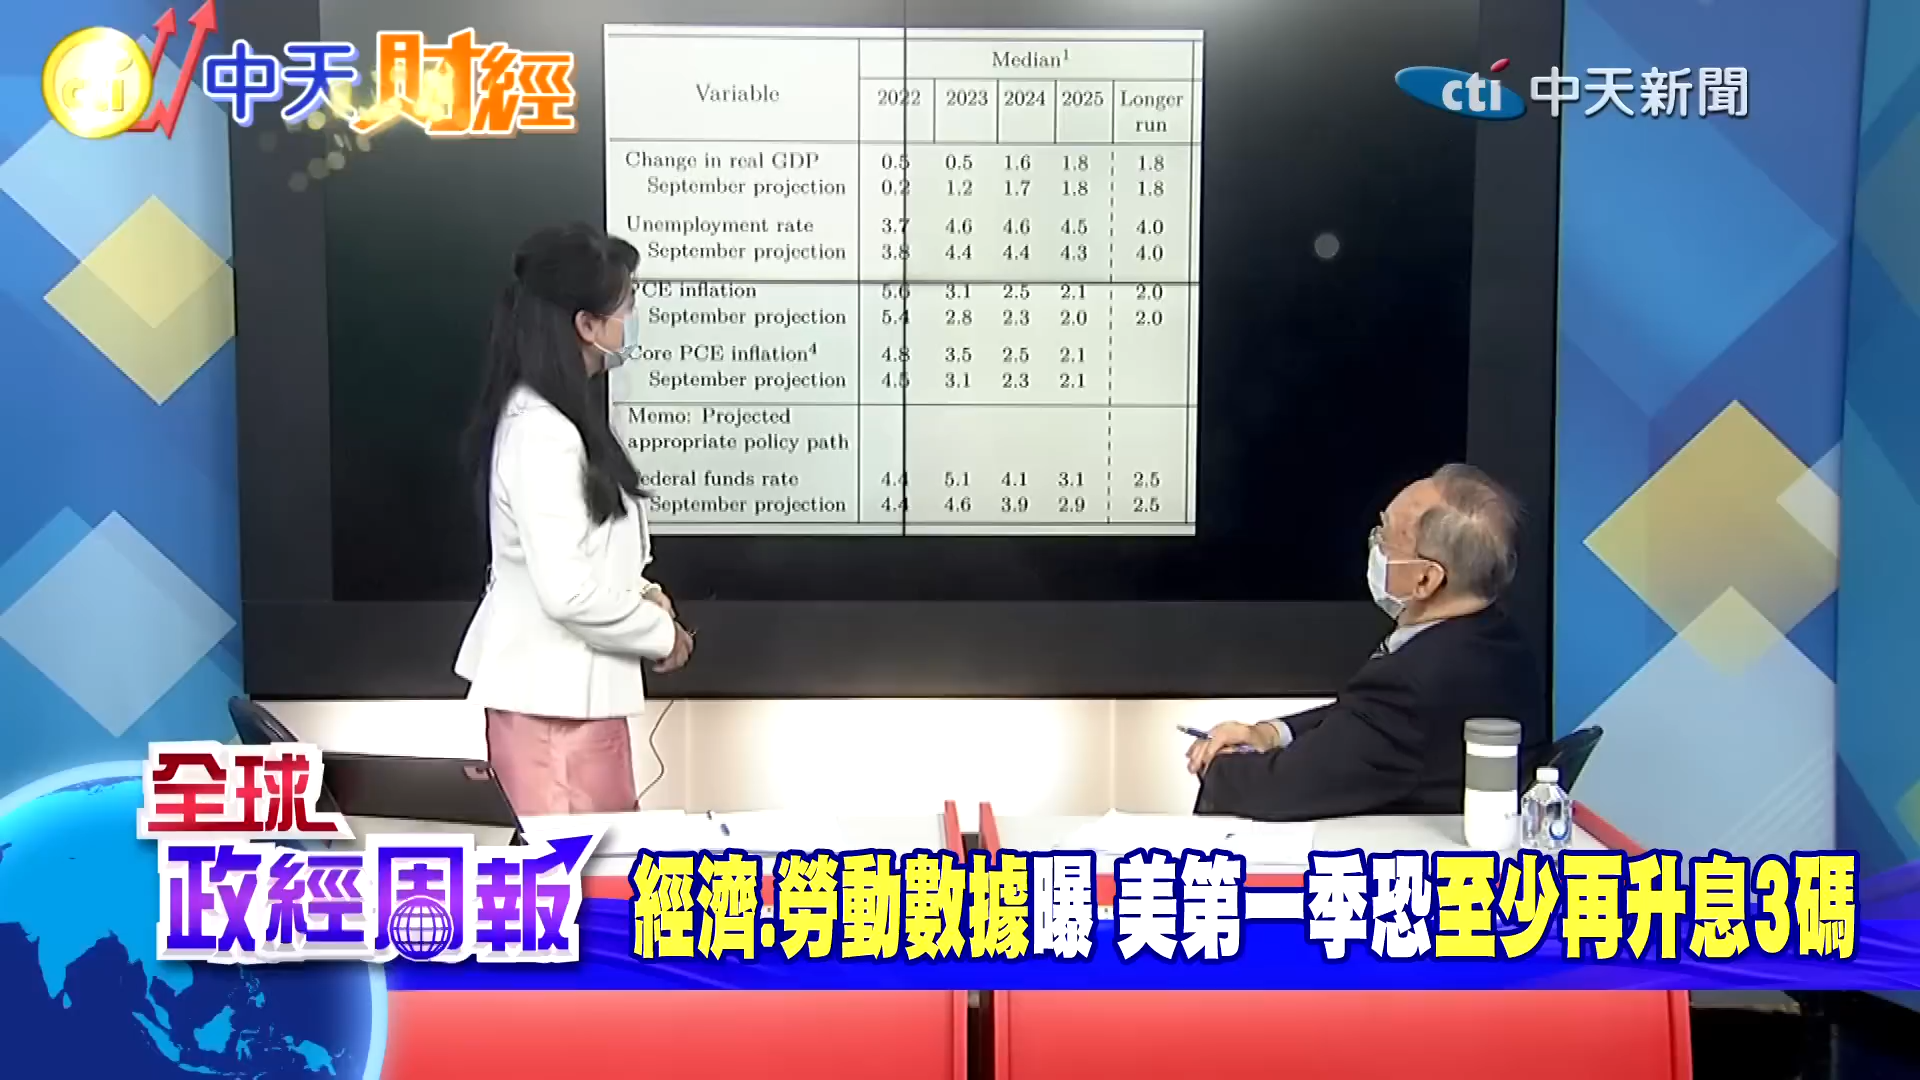 cti
中天財經
cti 中天新聞
Variable
Median¹
2022 2023 2024 2025 Longer run
Change in real GDP 0.5 0.5 1.6 1.8 1.8
September projection 0.2 1.2 1.7 1.8 1.8
Unemployment rate 3.7 4.6 4.6 4.5 4.0
September projection 3.8 4.4 4.4 4.3 4.0
PCE inflation 5.6 3.1 2.5 2.1 2.0
September projection 5.4 2.8 2.3 2.0 2.0
Core PCE inflation⁴ 4.8 3.5 2.5 2.1
September projection 4.5 3.1 2.3 2.1
Memo: Projected
appropriate policy path
Federal funds rate 4.4 5.1 4.1 3.1 2.5
September projection 4.4 4.6 3.9 2.9 2.5
全球
政經周報
經濟:勞動數據曝 美第一季恐至少再升息3碼